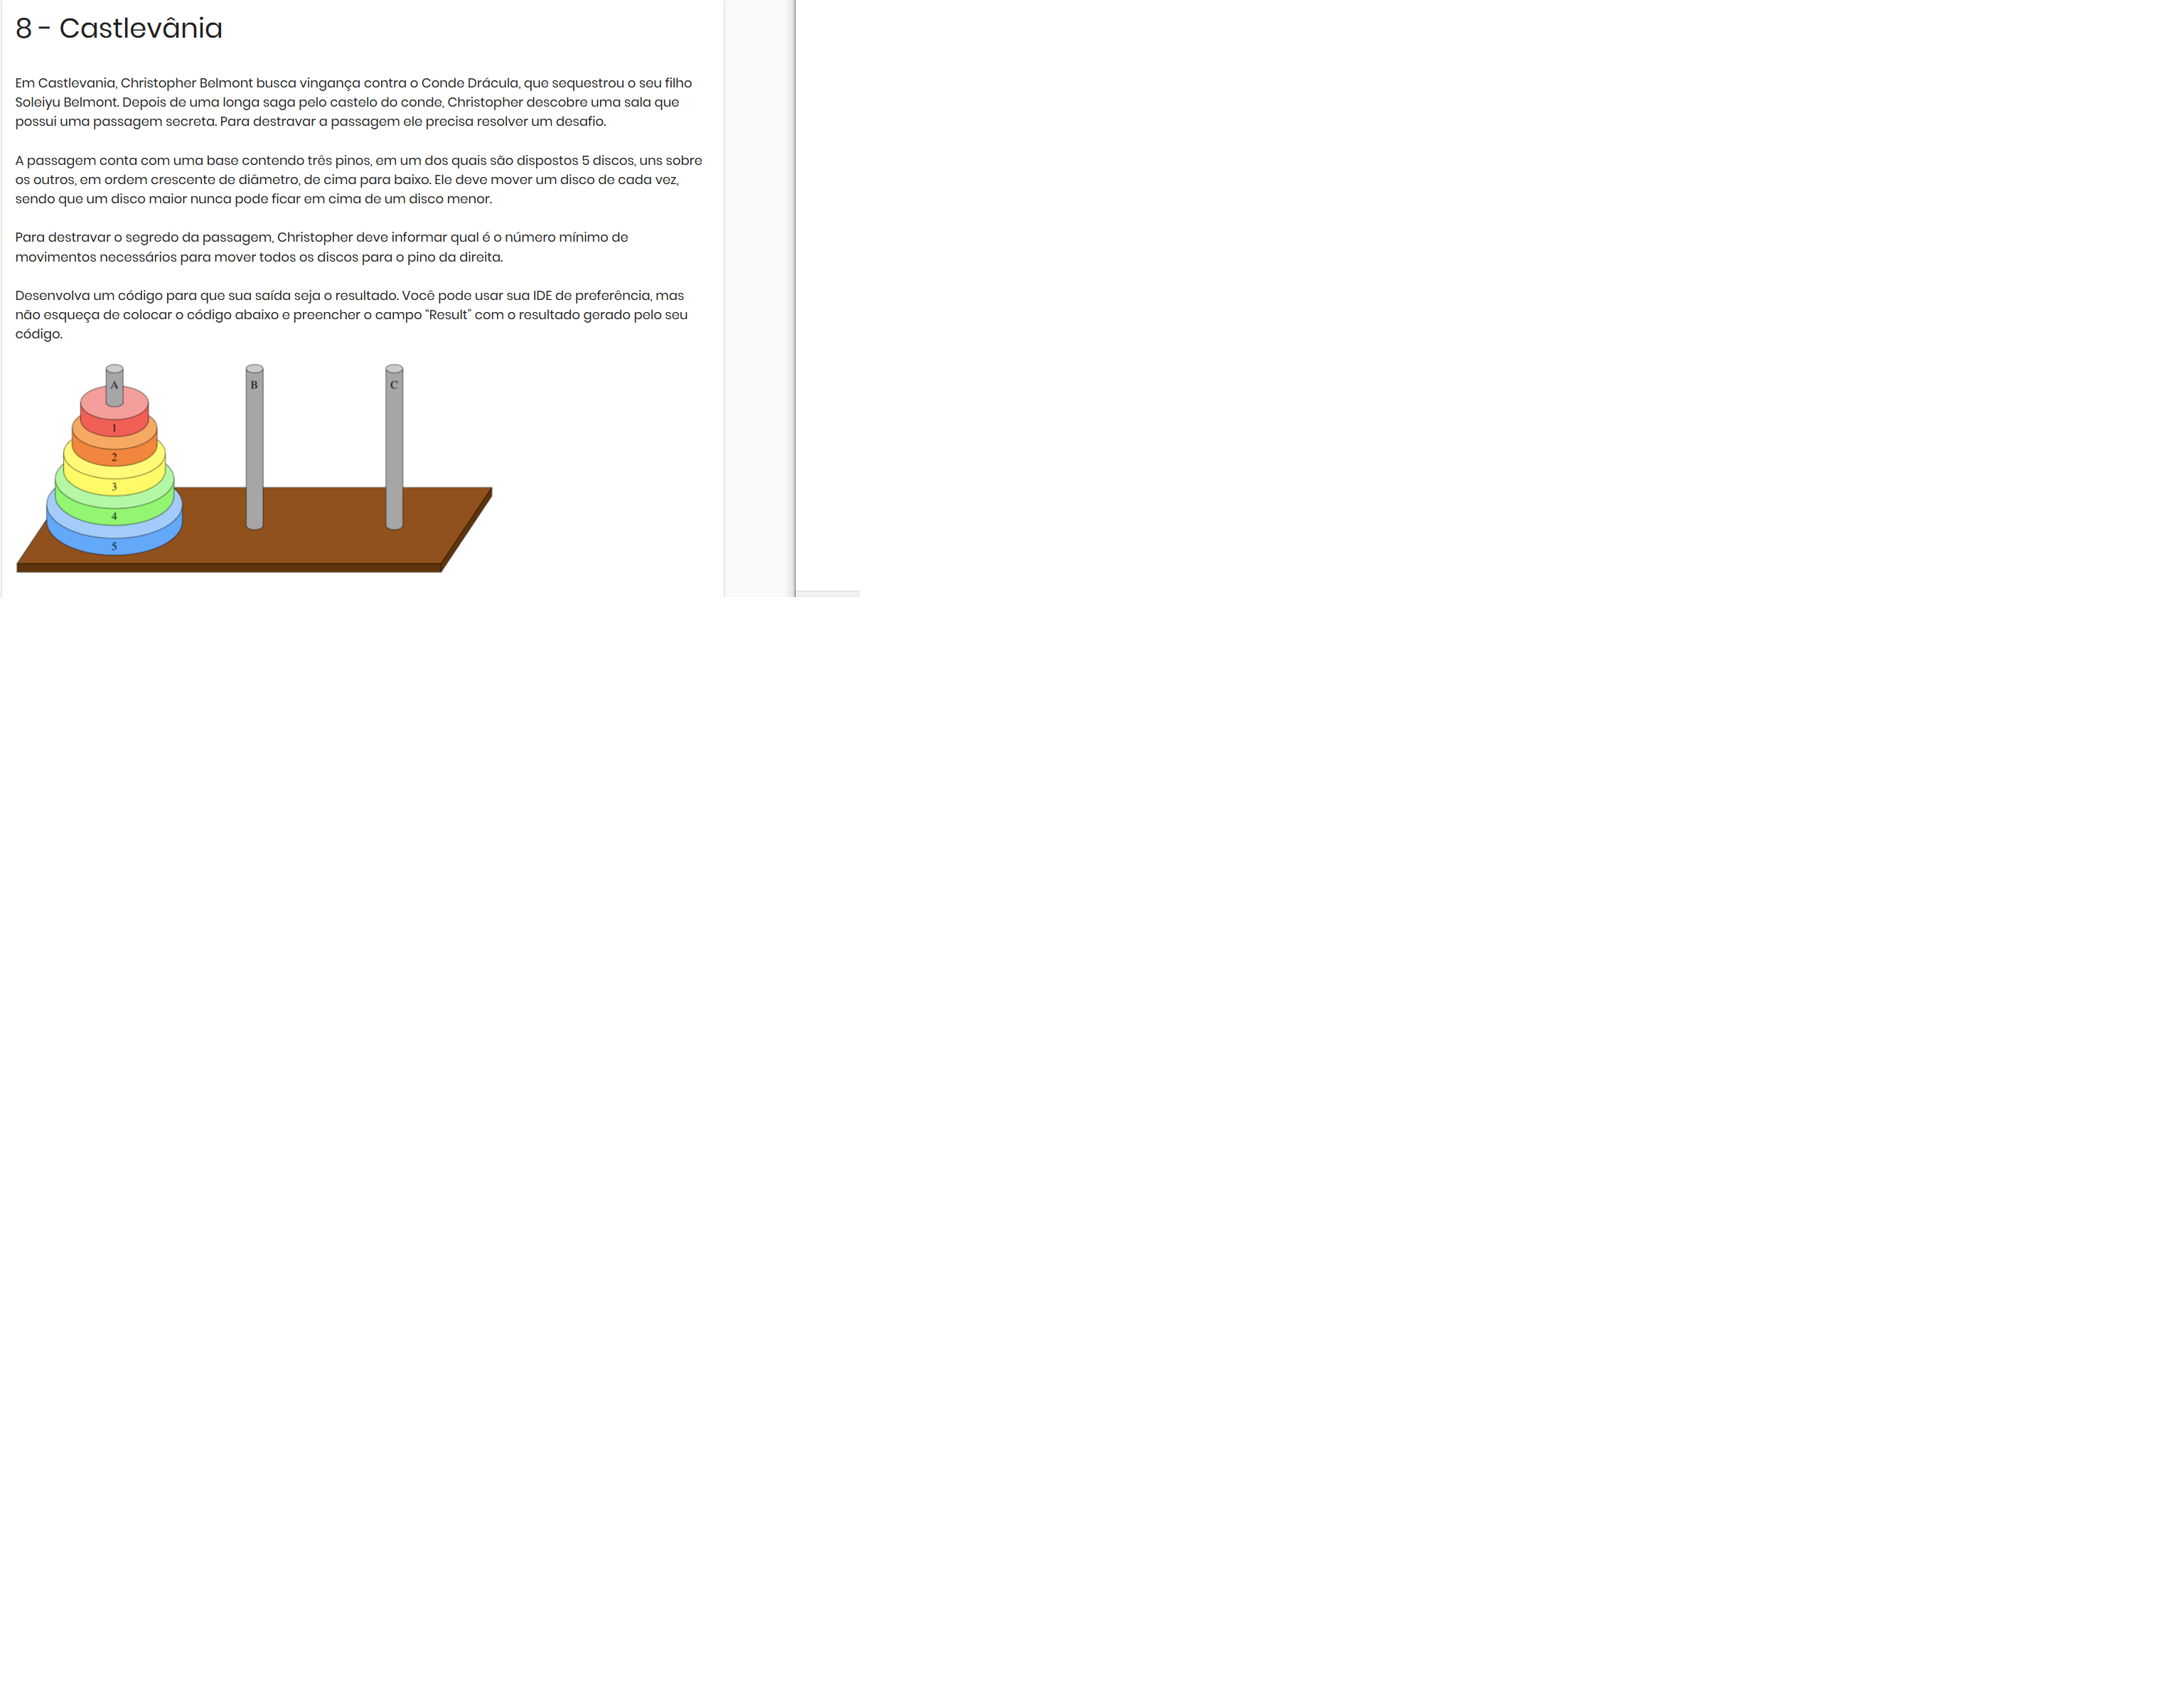 8 - Castlevânia
Em Castlevania, Christopher Belmont busca vingança contra o Conde Drácula, que sequestrou o seu filho
Soleiyu Belmont. Depois de uma longa saga pelo castelo do conde, Christopher descobre uma sala que
possui uma passagem secreta. Para destravar a passagem ele precisa resolver um desafio.
A passagem conta com uma base contendo três pinos, em um dos quais são dispostos 5 discos, uns sobre
os outros, em ordem crescente de diâmetro, de cima para baixo. Ele deve mover um disco de cada vez,
sendo que um disco maior nunca pode ficar em cima de um disco menor.
Para destravar o segredo da passagem, Christopher deve informar qual é o número mínimo de
movimentos necessários para mover todos os discos para o pino da direita.
Desenvolva um código para que sua saída seja o resultado. Você pode usar sua IDE de preferência, mas
não esqueça de colocar o código abaixo e preencher o campo "Result" com o resultado gerado pelo seu
código.
A B C
1
2
3
4
5